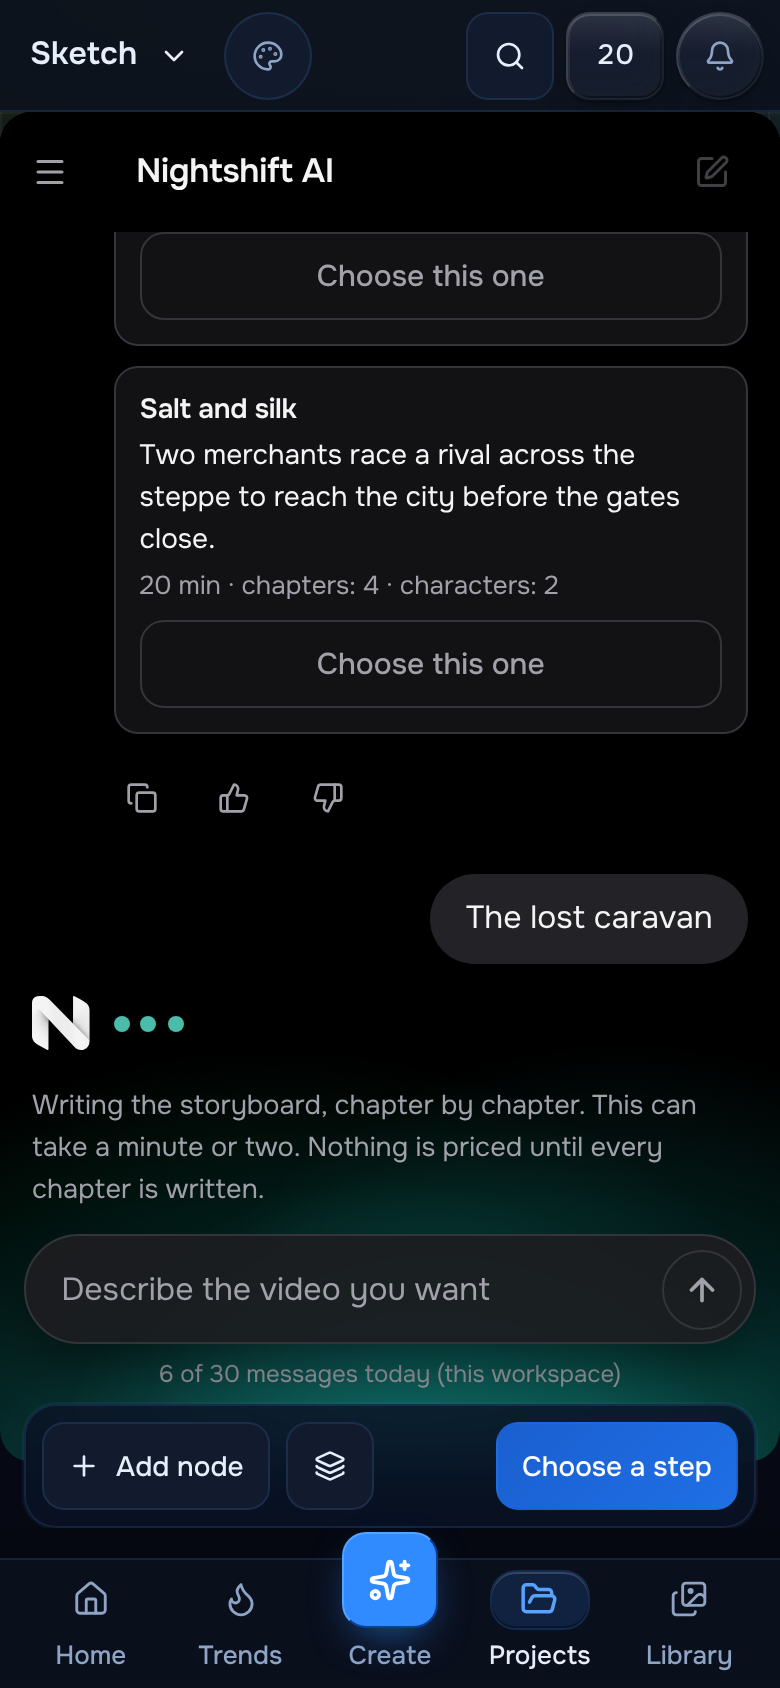 Sketch
20
Nightshift AI
Choose this one
Salt and silk
Two merchants race a rival across the
steppe to reach the city before the gates
close.
20 min · chapters: 4 · characters: 2
Choose this one
The lost caravan
Writing the storyboard, chapter by chapter. This can
take a minute or two. Nothing is priced until every
chapter is written.
Describe the video you want
6 of 30 messages today (this workspace)
Add node
Choose a step
Home
Trends
Create
Projects
Library